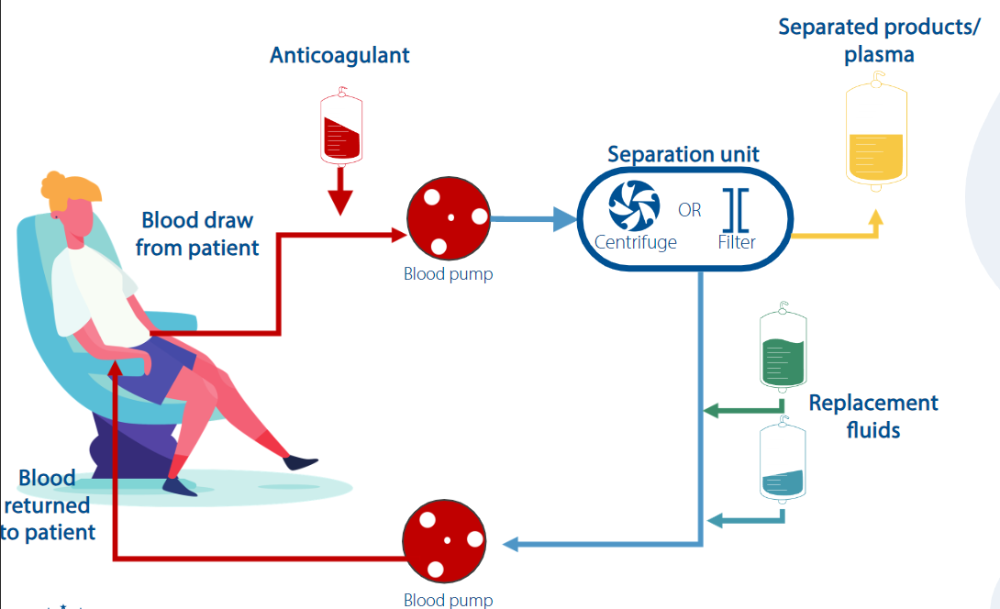 Separated products/
plasma
Anticoagulant
Separation unit
OR
Centrifuge
Filter
Blood draw
from patient
Blood pump
Replacement
fluids
Blood
returned
to patient
Blood pump